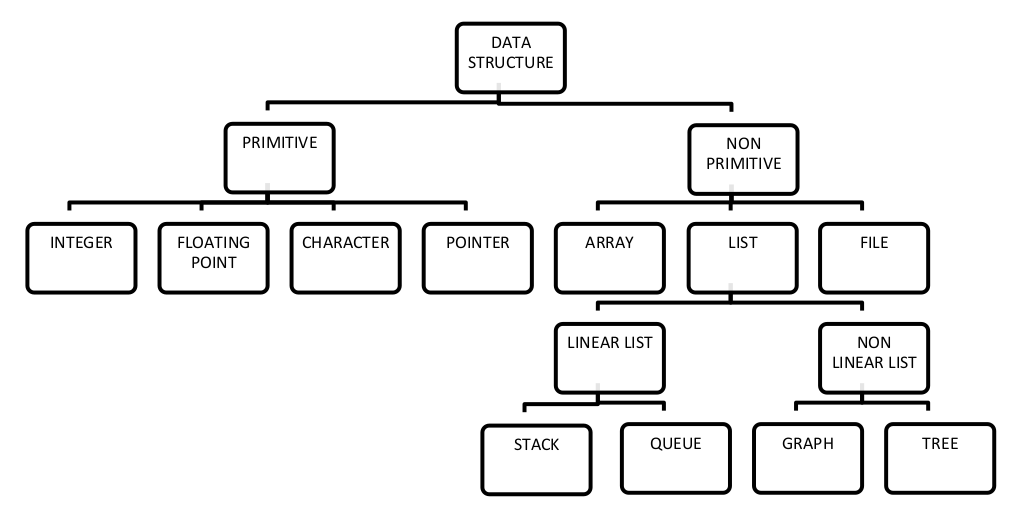 DATA
STRUCTURE
PRIMITIVE
NON
PRIMITIVE
INTEGER
FLOATING
POINT
CHARACTER
POINTER
ARRAY
LIST
FILE
LINEAR LIST
NON
LINEAR LIST
STACK
QUEUE
GRAPH
TREE